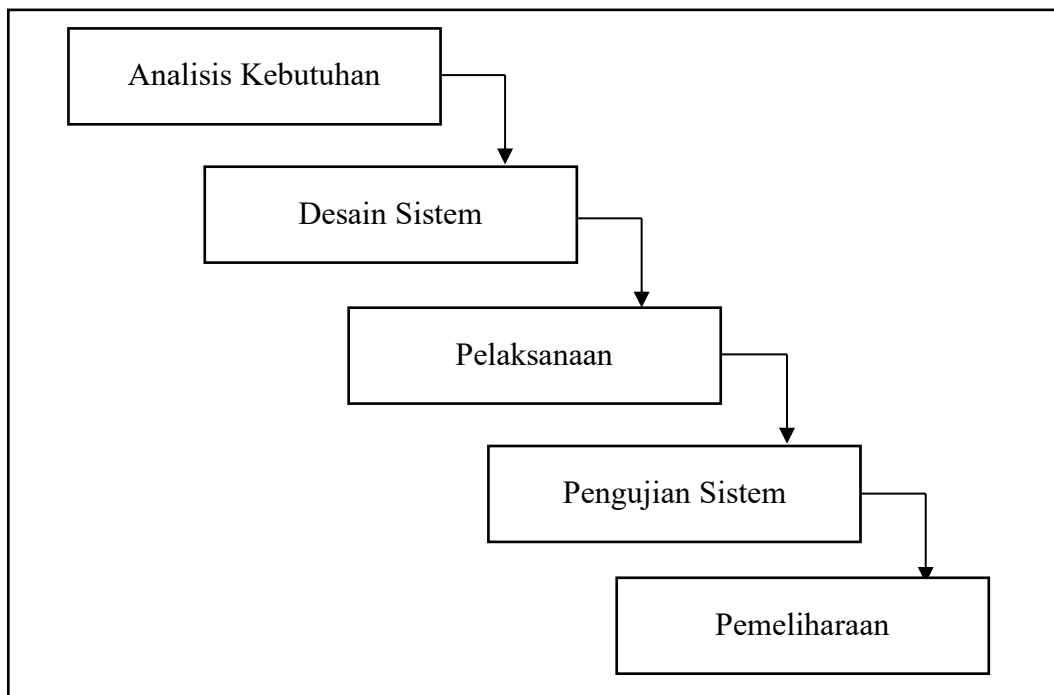 Analisis Kebutuhan
Desain Sistem
Pelaksanaan
Pengujian Sistem
Pemeliharaan